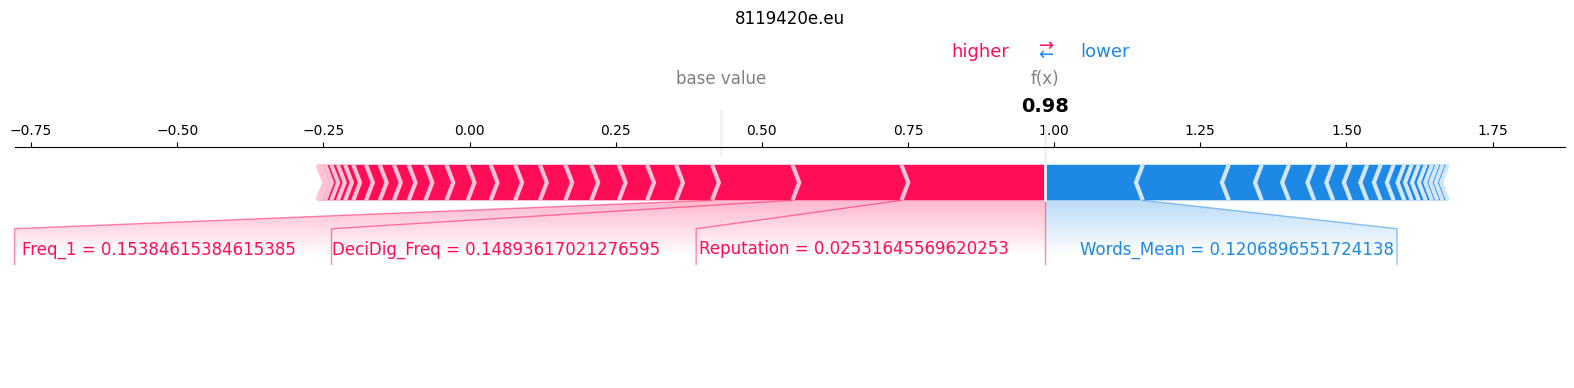 8119420e.eu
higher ⇄ lower
base value f(x)
0.98
−0.75 −0.50 −0.25 0.00 0.25 0.50 0.75 1.00 1.25 1.50 1.75
Freq_1 = 0.15384615384615385 DeciDig_Freq = 0.14893617021276595 Reputation = 0.02531645569620253 Words_Mean = 0.1206896551724138